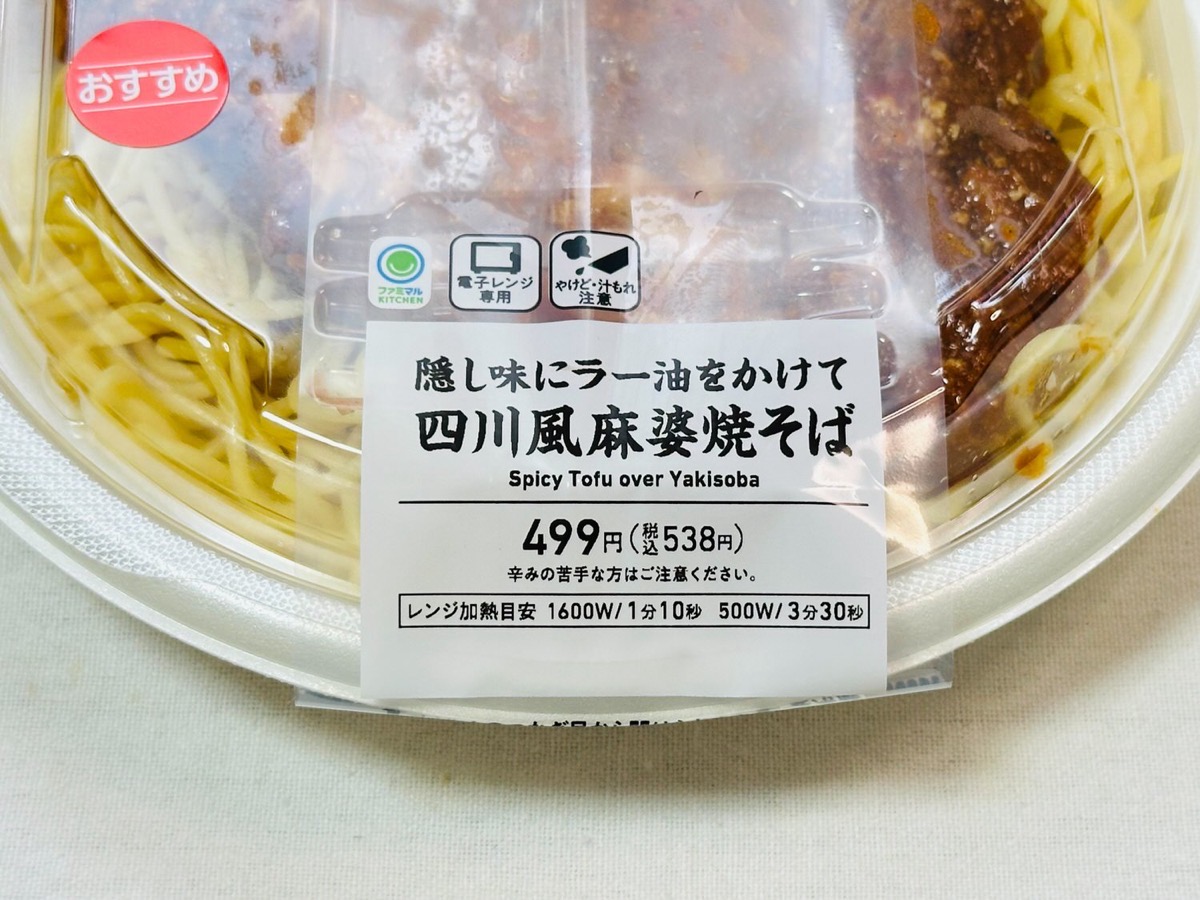 おすすめ
ファミマル
KITCHEN
電子レンジ
専用
やけど・汁もれ
注意
隠し味にラー油をかけて
四川風麻婆焼そば
Spicy Tofu over Yakisoba
499円(税込538円)
辛みの苦手な方はご注意ください。
レンジ加熱目安 1600W/1分10秒 500W/3分30秒